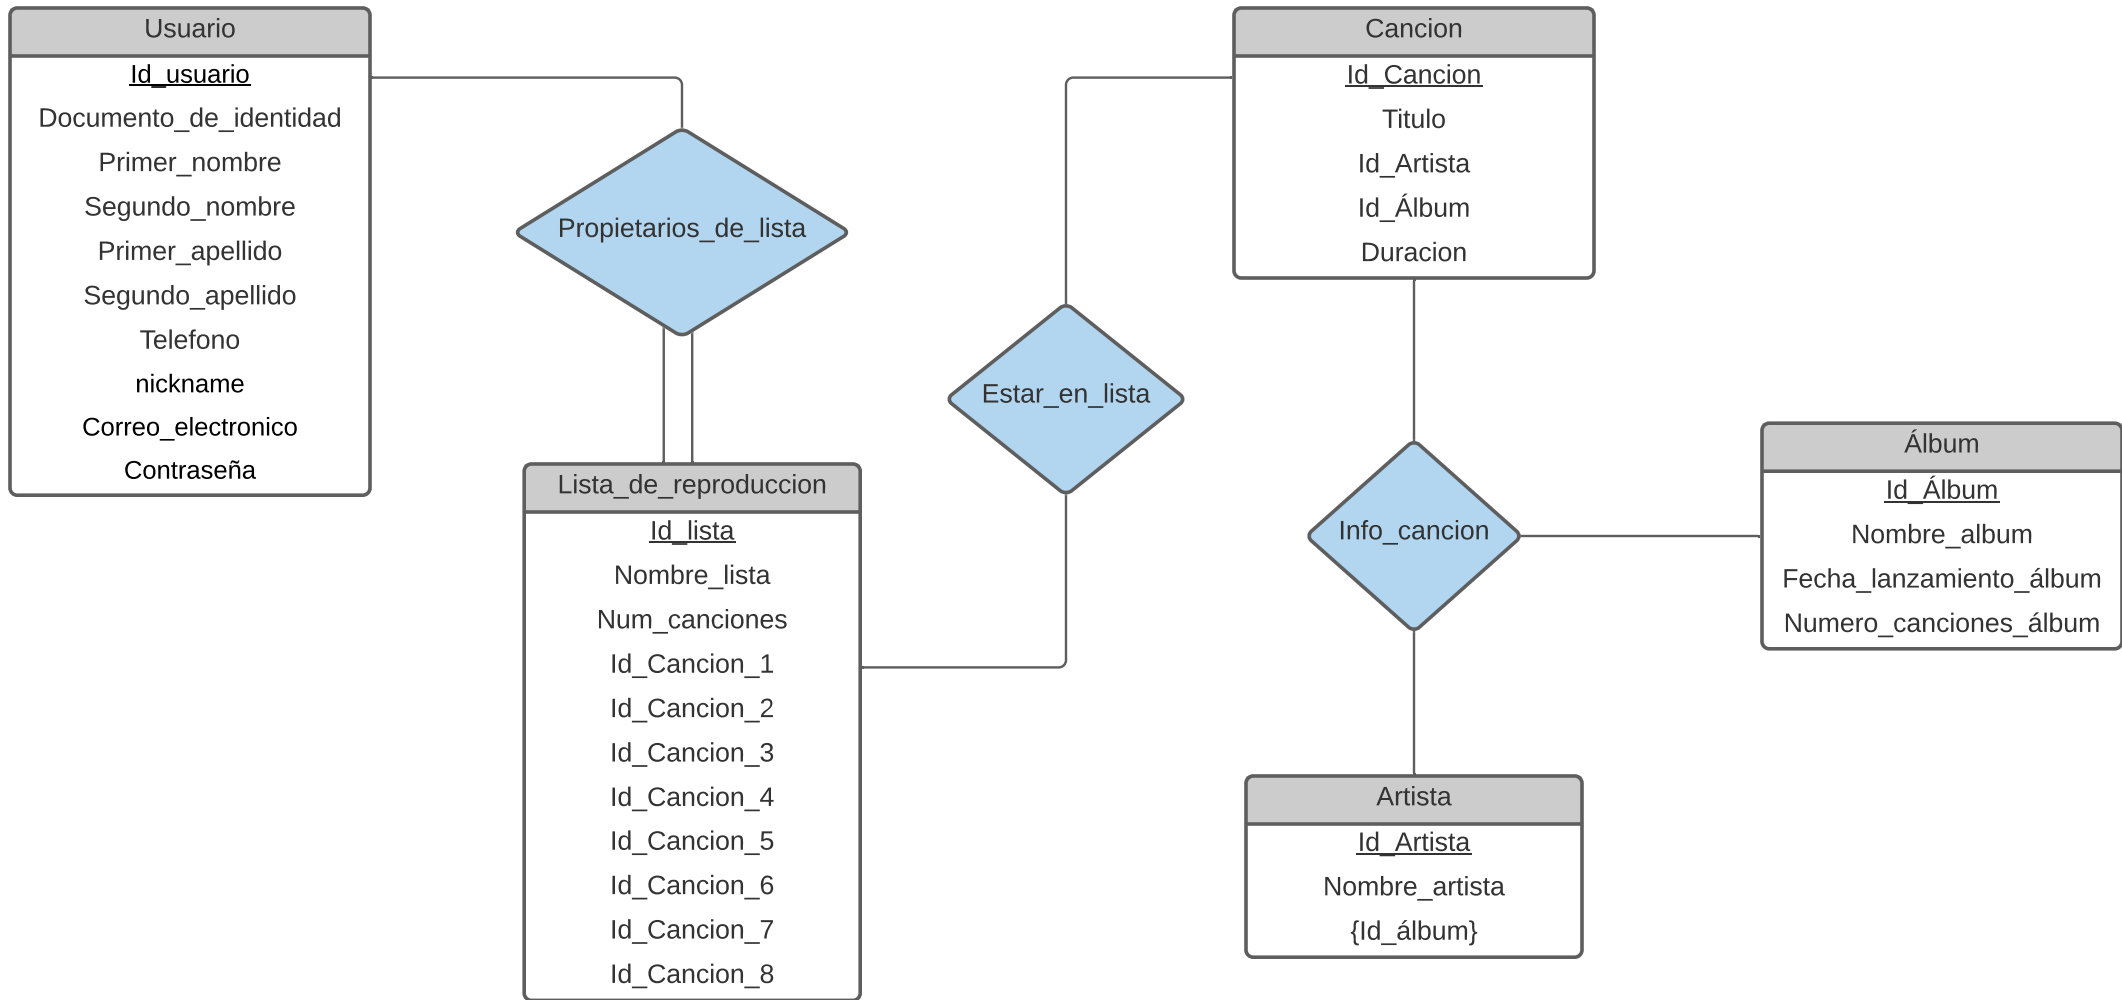 Usuario
Id_usuario
Documento_de_identidad
Primer_nombre
Segundo_nombre
Primer_apellido
Segundo_apellido
Telefono
nickname
Correo_electronico
Contraseña
Propietarios_de_lista
Lista_de_reproduccion
Id_lista
Nombre_lista
Num_canciones
Id_Cancion_1
Id_Cancion_2
Id_Cancion_3
Id_Cancion_4
Id_Cancion_5
Id_Cancion_6
Id_Cancion_7
Id_Cancion_8
Estar_en_lista
Cancion
Id_Cancion
Titulo
Id_Artista
Id_Álbum
Duracion
Info_cancion
Álbum
Id_Álbum
Nombre_album
Fecha_lanzamiento_álbum
Numero_canciones_álbum
Artista
Id_Artista
Nombre_artista
{Id_álbum}